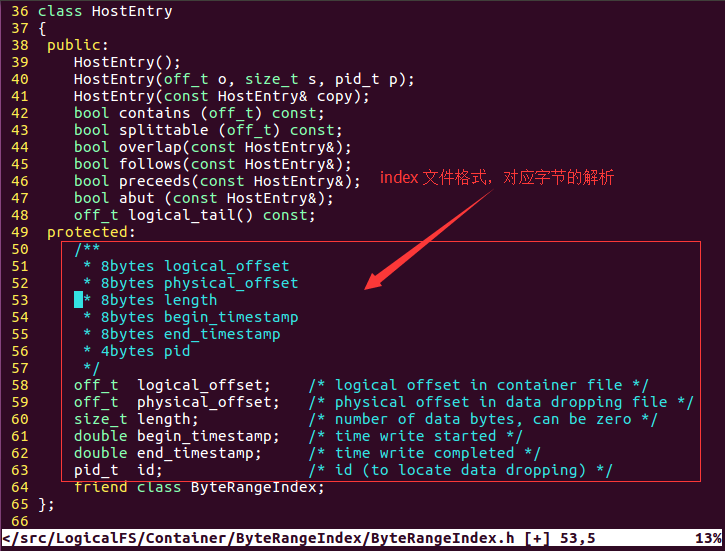 36 class HostEntry
37 {
38  public:
39     HostEntry();
40     HostEntry(off_t o, size_t s, pid_t p);
41     HostEntry(const HostEntry& copy);
42     bool contains (off_t) const;
43     bool splittable (off_t) const;
44     bool overlap(const HostEntry&);
45     bool follows(const HostEntry&);
46     bool preceeds(const HostEntry&);
index 文件格式，对应字节的解析
47     bool abut (const HostEntry&);
48     off_t logical_tail() const;
49  protected:
50     /**
51      * 8bytes logical_offset
52      * 8bytes physical_offset
53      * 8bytes length
54      * 8bytes begin_timestamp
55      * 8bytes end_timestamp
56      * 4bytes pid
57      */
58     off_t  logical_offset;    /* logical offset in container file */
59     off_t  physical_offset;   /* physical offset in data dropping file */
60     size_t length;            /* number of data bytes, can be zero */
61     double begin_timestamp;   /* time write started */
62     double end_timestamp;     /* time write completed */
63     pid_t  id;                /* id (to locate data dropping) */
64     friend class ByteRangeIndex;
65 };
66
</src/LogicalFS/Container/ByteRangeIndex/ByteRangeIndex.h [+] 53,5 13%